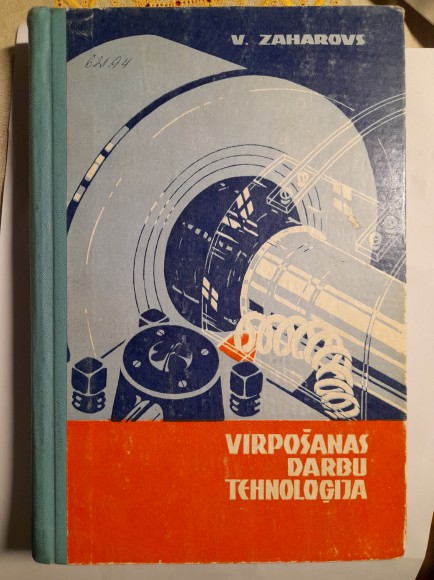 V. ZAHAROVS
621.94
VIRPOŠANAS
DARBU
TEHNOLOĢIJA